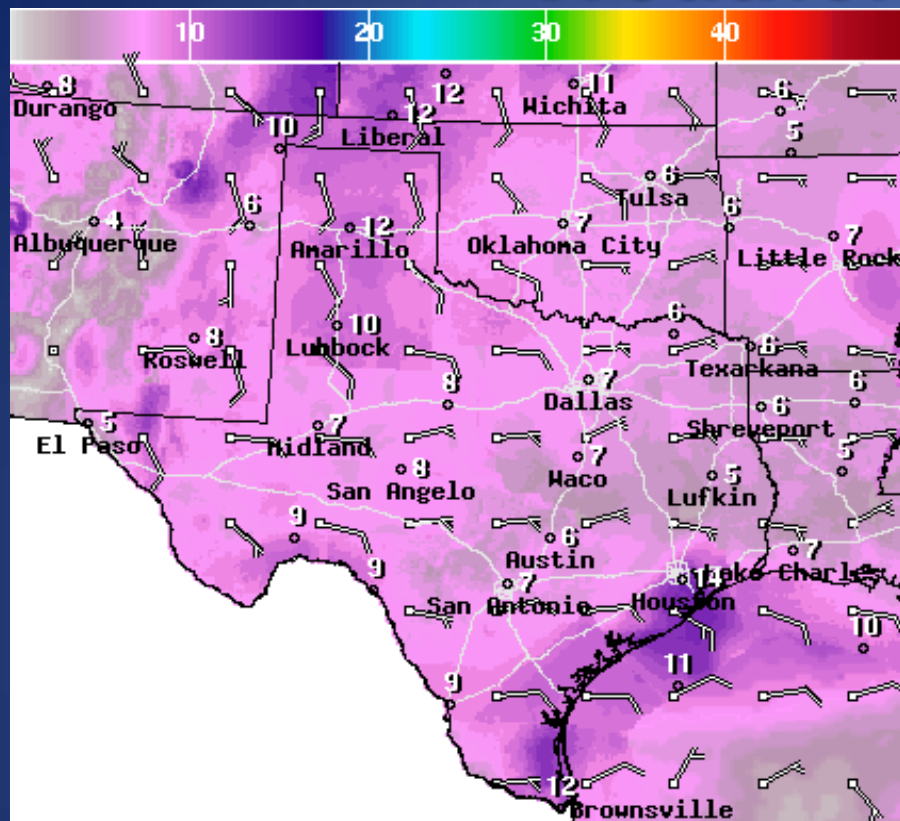 10 20 30 40
8 12 11 6
Durango Wichita
12
Liberal
10 5
6
Tulsa
4 6 12 7 6 7
Albuquerque Amarillo Oklahoma City Little Rock
8 10 6
Roswell Lubbock Texarkana 6
8 7 6 6
Dallas
5 7 Shreveport
El Paso Midland
8 7 5 5
San Angelo Waco Lufkin
9 6 7
Austin
9 7 14 Lake Charles
San Antonio Houston
10
11
9
12
Brownsville